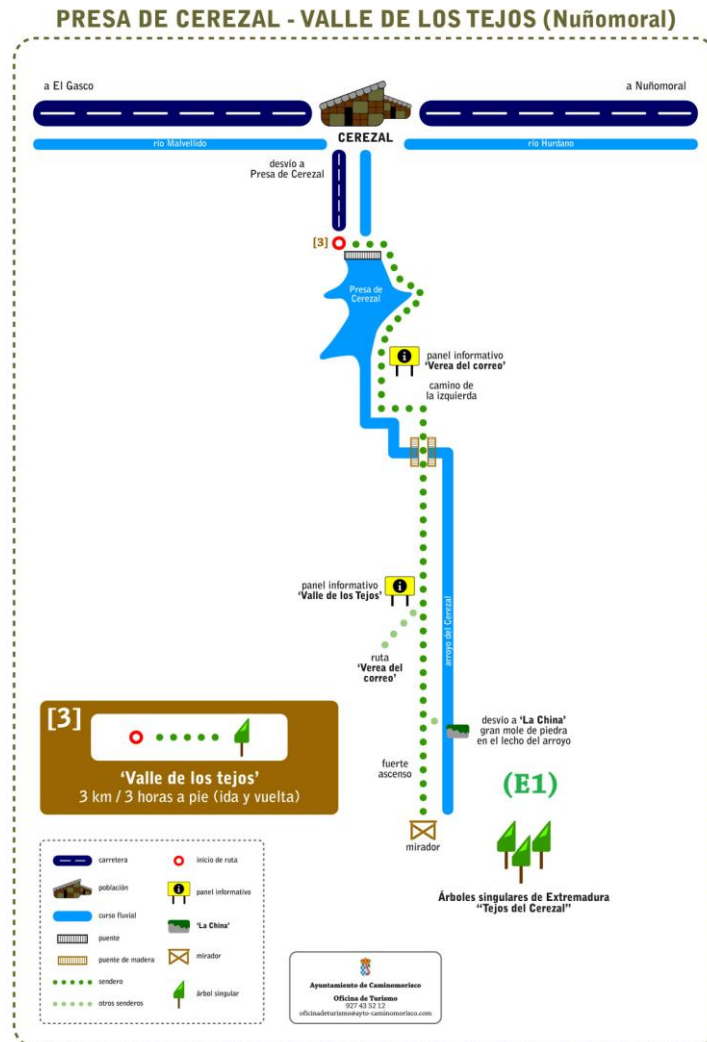 PRESA DE CEREZAL - VALLE DE LOS TEJOS (Nuñomoral)
a El Gasco
a Nuñomoral
CEREZAL
río Malvellido
río Hurdano
desvío a
Presa de Cerezal
[3]
Presa de
Cerezal
panel informativo
'Verea del correo'
camino de
la izquierda
panel informativo
'Valle de los Tejos'
arroyo del Cerezal
ruta
'Verea del
correo'
desvío a 'La China'
gran mole de piedra
en el lecho del arroyo
fuerte
ascenso
(E1)
mirador
Árboles singulares de Extremadura
"Tejos del Cerezal"
[3]
'Valle de los tejos'
3 km / 3 horas a pie (ida y vuelta)
carretera
población
curso fluvial
puente
puente de madera
sendero
otros senderos
inicio de ruta
panel informativo
'La China'
mirador
árbol singular
Ayuntamiento de Caminomorisco
Oficina de Turismo
927 43 52 12
oficinadeturismo@ayto-caminomorisco.com